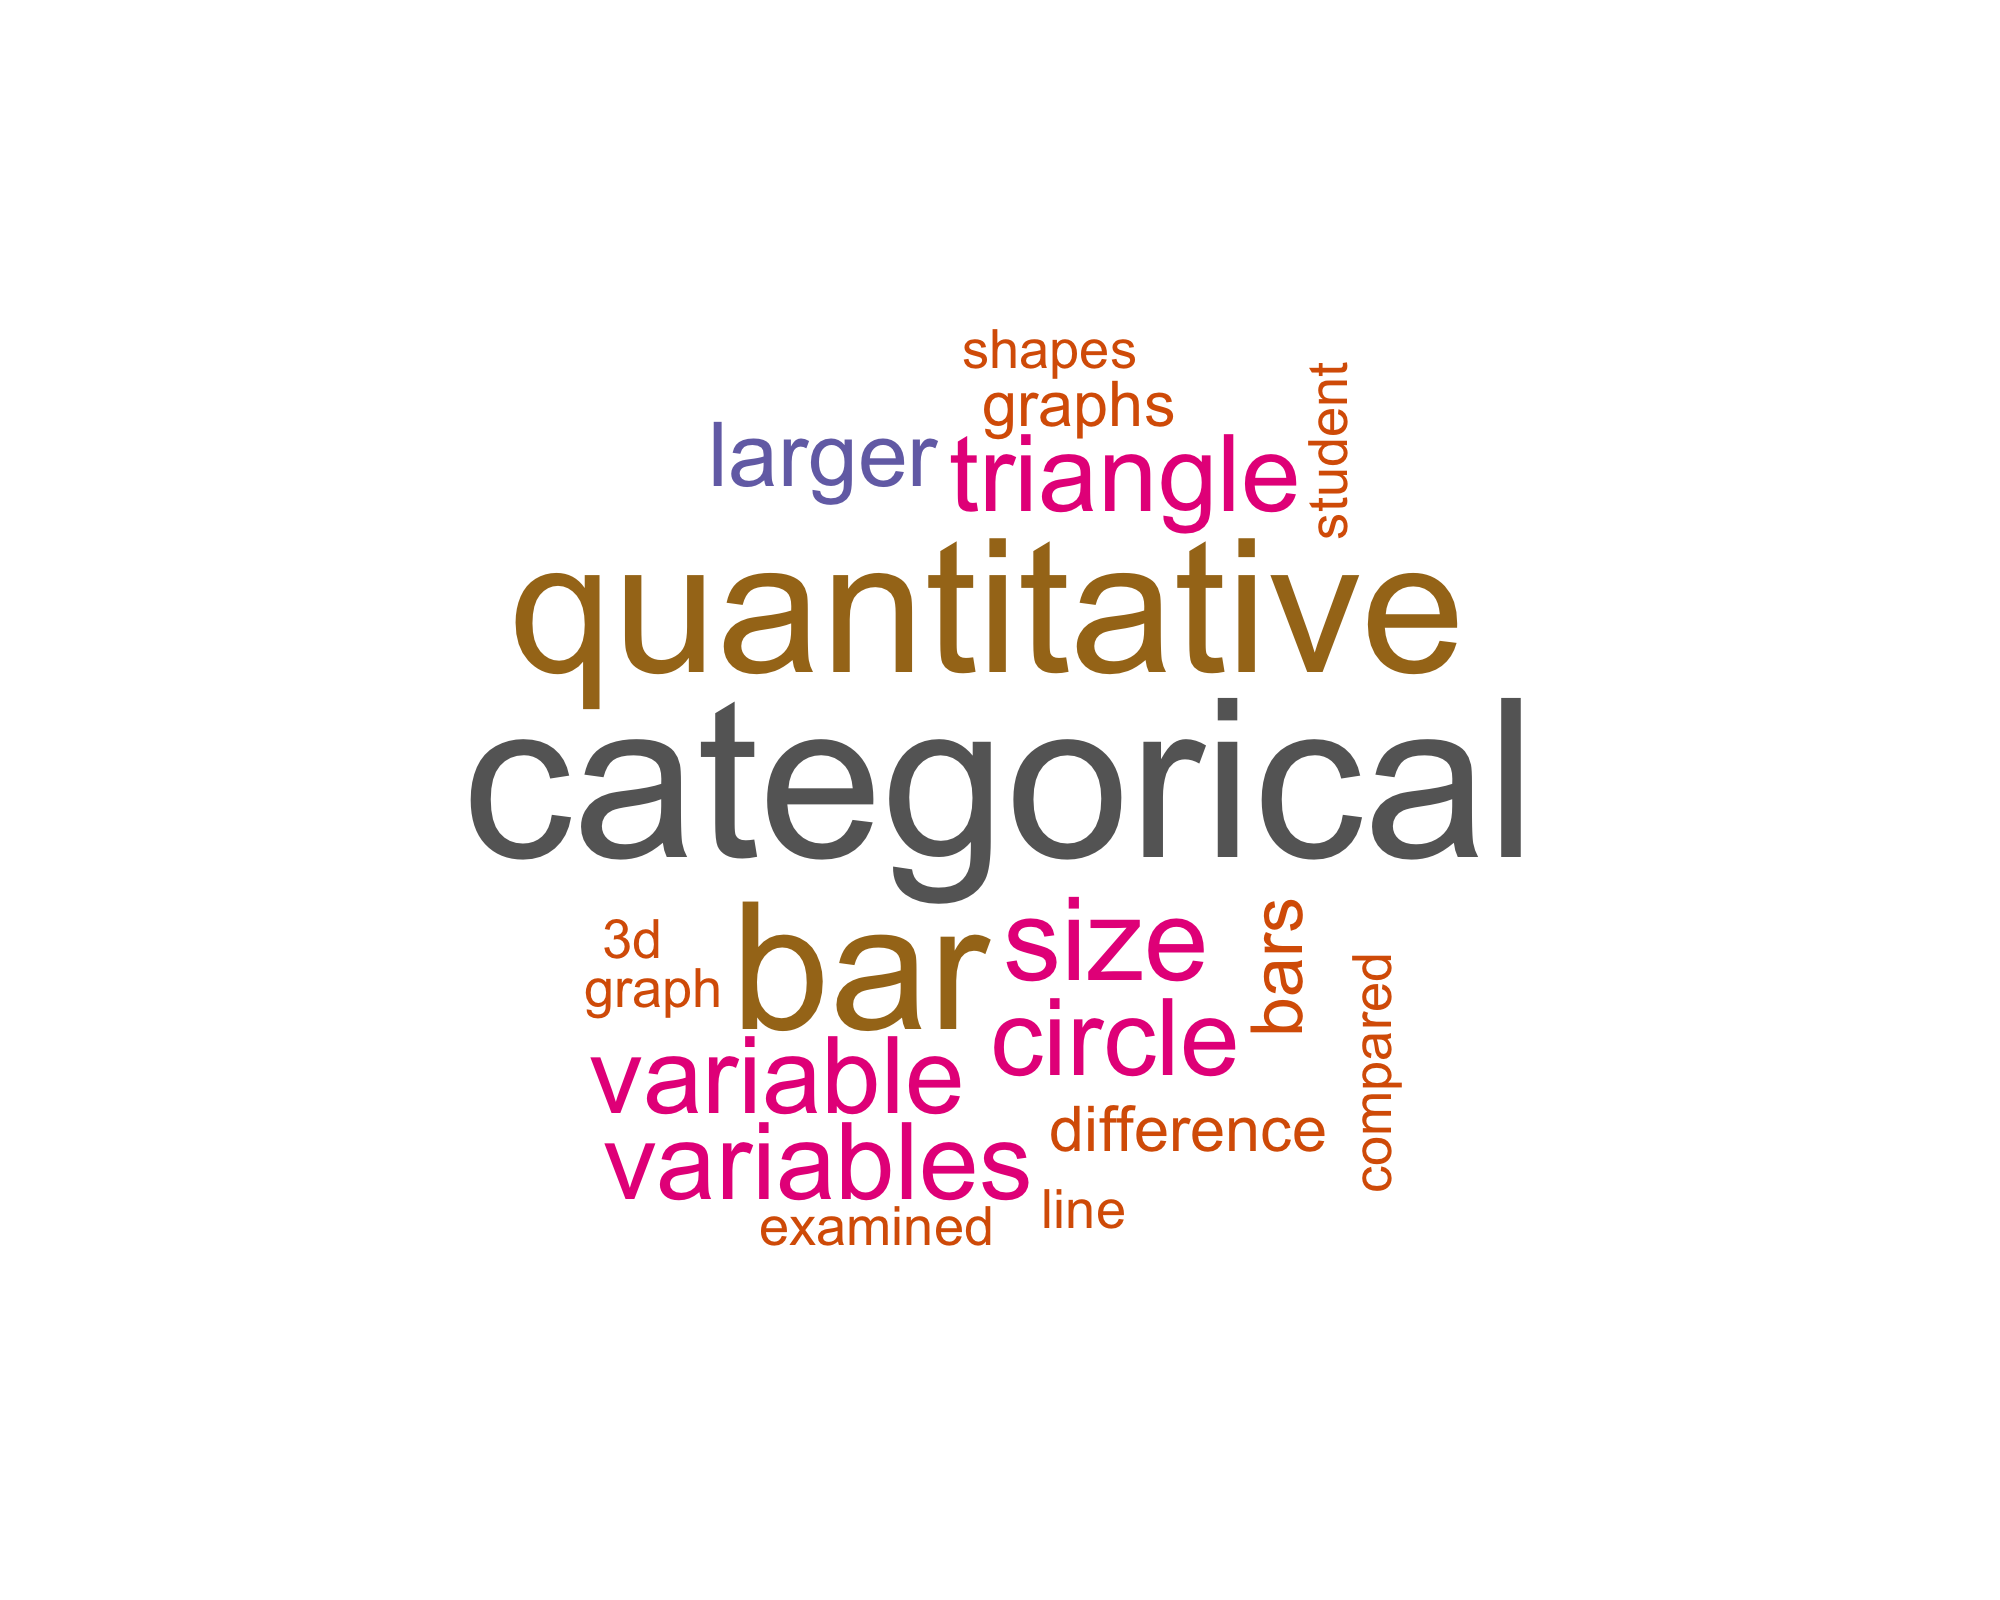 shapes
graphs
student
larger
triangle
quantitative
categorical
3d
graph
bar
size
circle
bars
compared
variable
variables
difference
line
examined